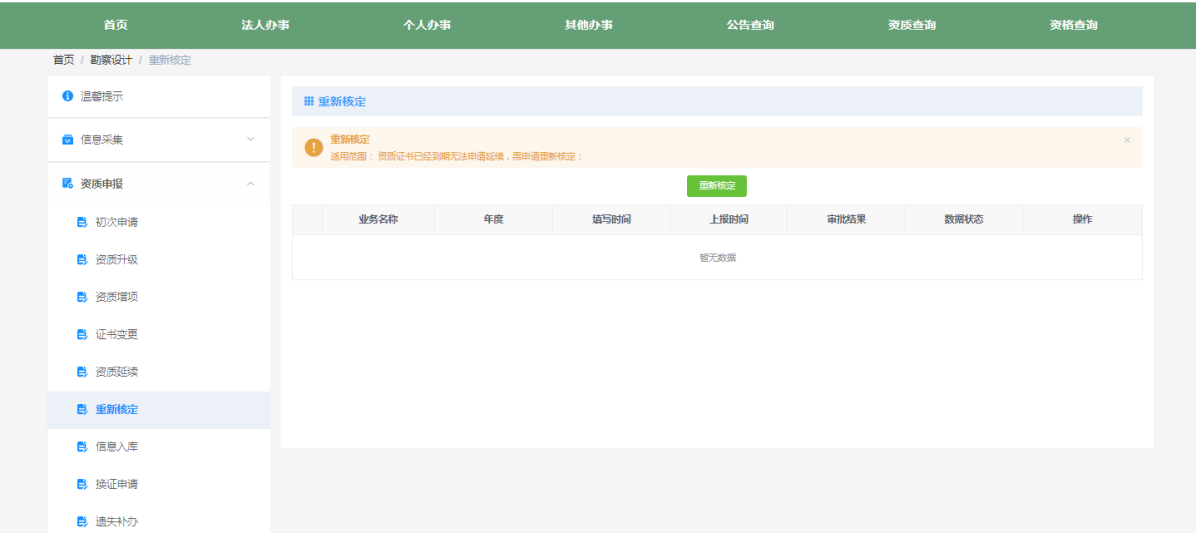 首页 法人办事 个人办事 其他办事 公告查询 资质查询 资格查询
首页 / 勘察设计 / 重新核定
温馨提示
信息采集
资质申报
初次申请
资质升级
资质增项
证书变更
资质延续
重新核定
信息入库
换证申请
遗失补办
重新核定
重新核定
适用范围：资质证书已经到期无法申请延续，需申请重新核定；
重新核定
业务名称 年度 填写时间 上报时间 审批结果 数据状态 操作
暂无数据